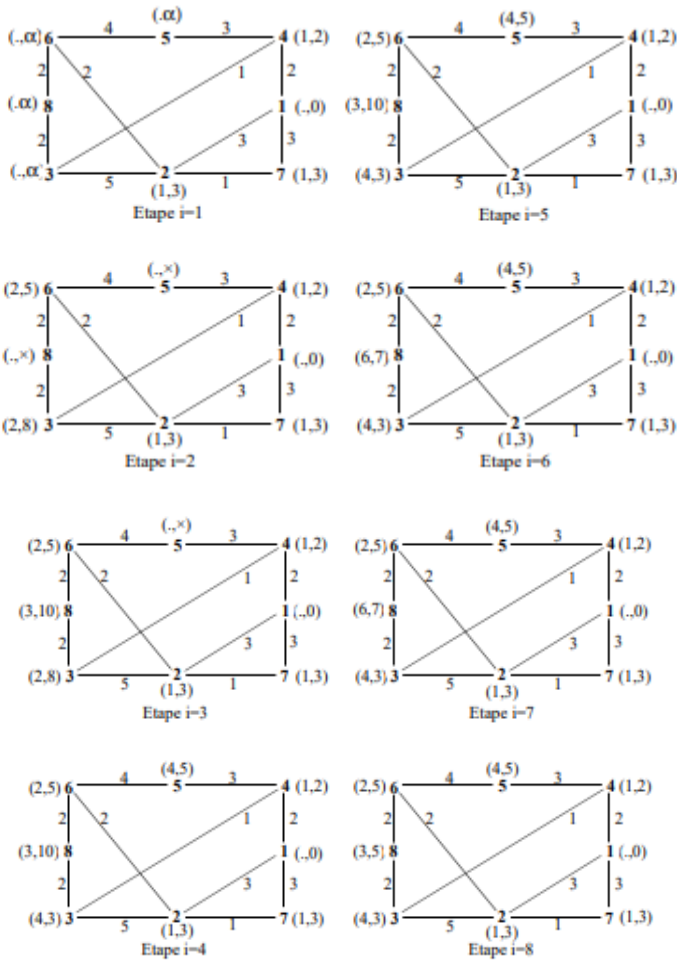 (.α)
(.,α) 6 4 5 3 4 (1,2)
2 2 1 2
(.α) 8 1 (.,0)
2 3 3
(.,α) 3 5 2 1 7 (1,3)
(1,3)
Etape i=1
(4,5)
(2,5) 6 4 5 3 4 (1,2)
2 2 1 2
(3,10) 8 1 (.,0)
2 3 3
(4,3) 3 5 2 1 7 (1,3)
(1,3)
Etape i=5
(.,×)
(2,5) 6 4 5 3 4 (1,2)
2 2 1 2
(.,×) 8 1 (.,0)
2 3 3
(2,8) 3 5 2 1 7 (1,3)
(1,3)
Etape i=2
(4,5)
(2,5) 6 4 5 3 4 (1,2)
2 2 1 2
(6,7) 8 1 (.,0)
2 3 3
(4,3) 3 5 2 1 7 (1,3)
(1,3)
Etape i=6
(.,×)
(2,5) 6 4 5 3 4 (1,2)
2 2 1 2
(3,10) 8 1 (.,0)
2 3 3
(2,8) 3 5 2 1 7 (1,3)
(1,3)
Etape i=3
(4,5)
(2,5) 6 4 5 3 4 (1,2)
2 2 1 2
(6,7) 8 1 (.,0)
2 3 3
(4,3) 3 5 2 1 7 (1,3)
(1,3)
Etape i=7
(4,5)
(2,5) 6 4 5 3 4 (1,2)
2 2 1 2
(3,10) 8 1 (.,0)
2 3 3
(4,3) 3 5 2 1 7 (1,3)
(1,3)
Etape i=4
(4,5)
(2,5) 6 4 5 3 4 (1,2)
2 2 1 2
(3,5) 8 1 (.,0)
2 3 3
(4,3) 3 5 2 1 7 (1,3)
(1,3)
Etape i=8